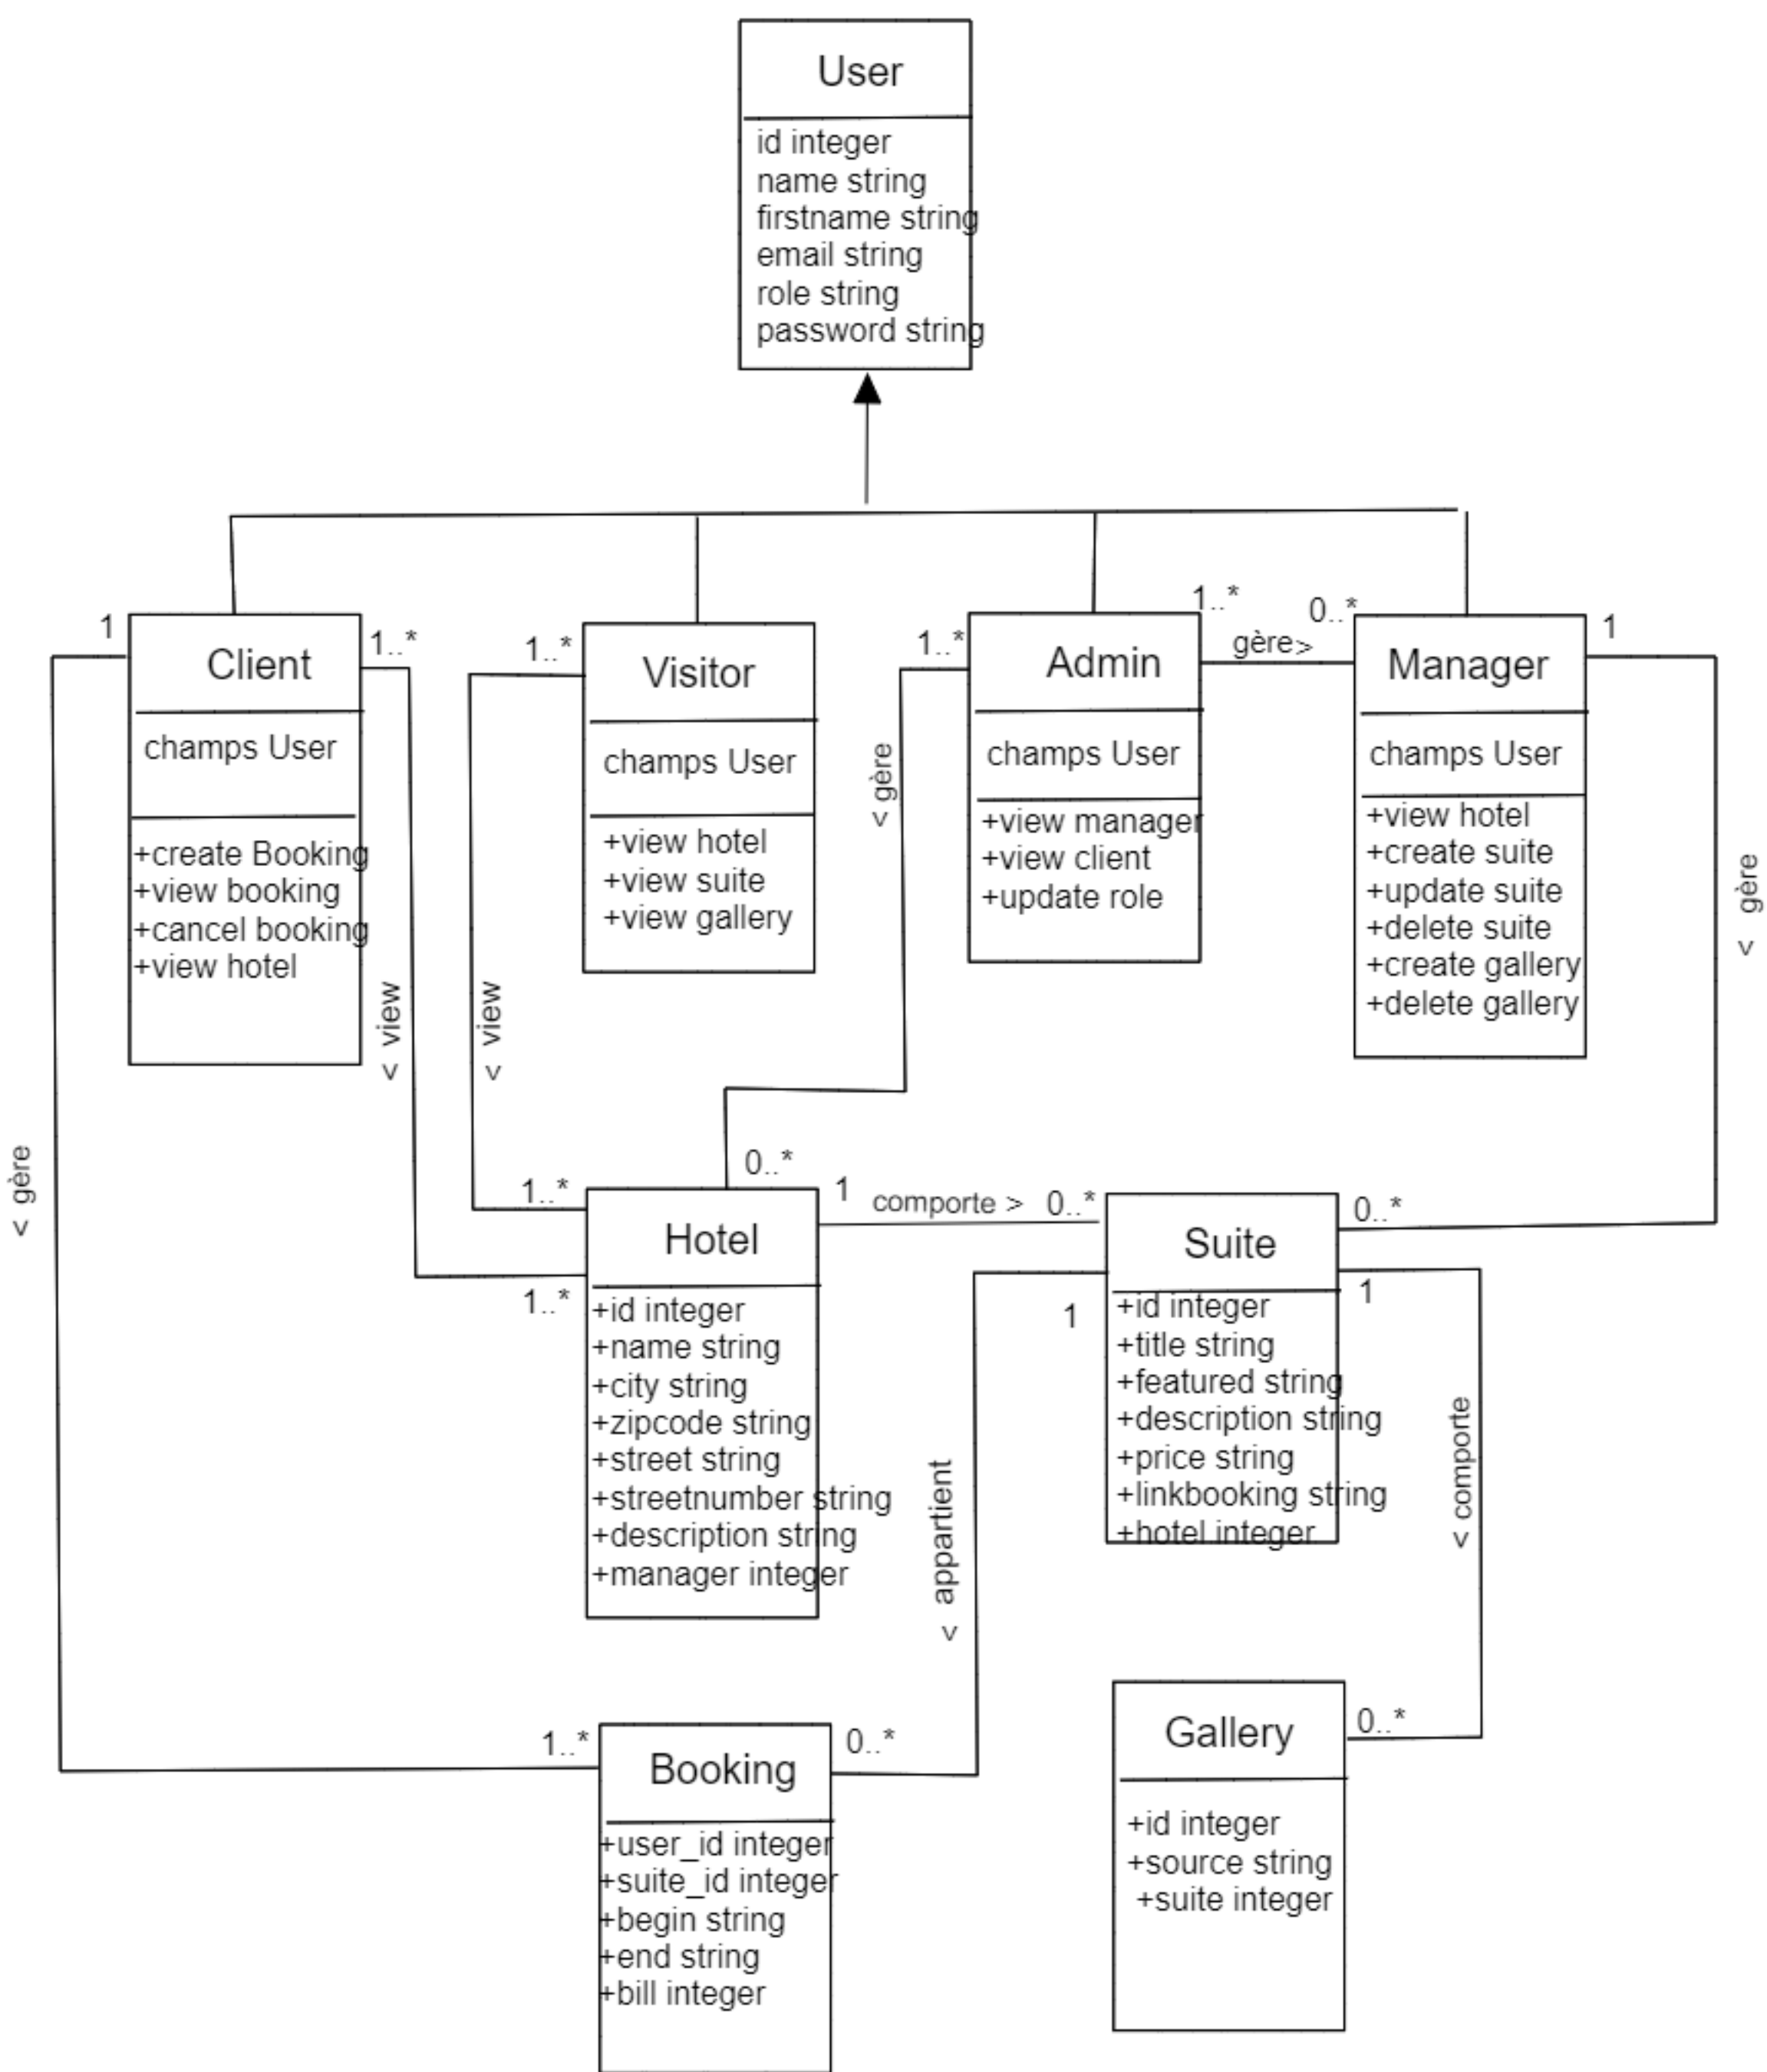 User
id integer
name string
firstname string
email string
role string
password string
1
Client
champs User
+create Booking
+view booking
+cancel booking
+view hotel
1..*
< view
1..*
Visitor
champs User
+view hotel
+view suite
+view gallery
< view
1..*
< gère
Admin
champs User
+view manager
+view client
+update role
1..*
gère>
0..*
Manager
champs User
+view hotel
+create suite
+update suite
+delete suite
+create gallery
+delete gallery
1
< gère
< gère
0..*
1..*
1..*
Hotel
+id integer
+name string
+city string
+zipcode string
+street string
+streetnumber string
+description string
+manager integer
1
comporte >
0..*
Suite
+id integer
+title string
+featured string
+description string
+price string
+linkbooking string
+hotel integer
0..*
1
1
< appartient
< comporte
1..*
Booking
+user_id integer
+suite_id integer
+begin string
+end string
+bill integer
0..*
Gallery
+id integer
+source string
+suite integer
0..*